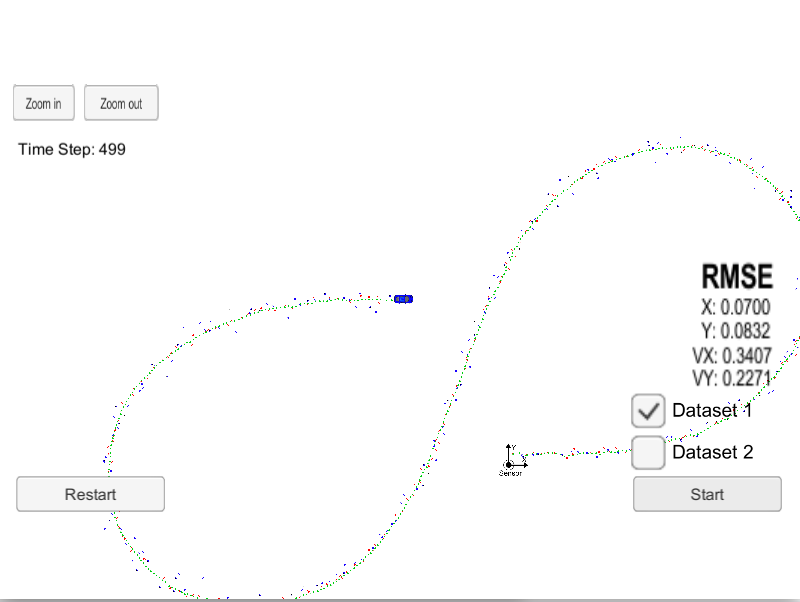 Zoom in
Zoom out
Time Step: 499
RMSE
X: 0.0700
Y: 0.0832
VX: 0.3407
VY: 0.2271
Dataset 1
Dataset 2
Y
X
Sensor
Restart
Start